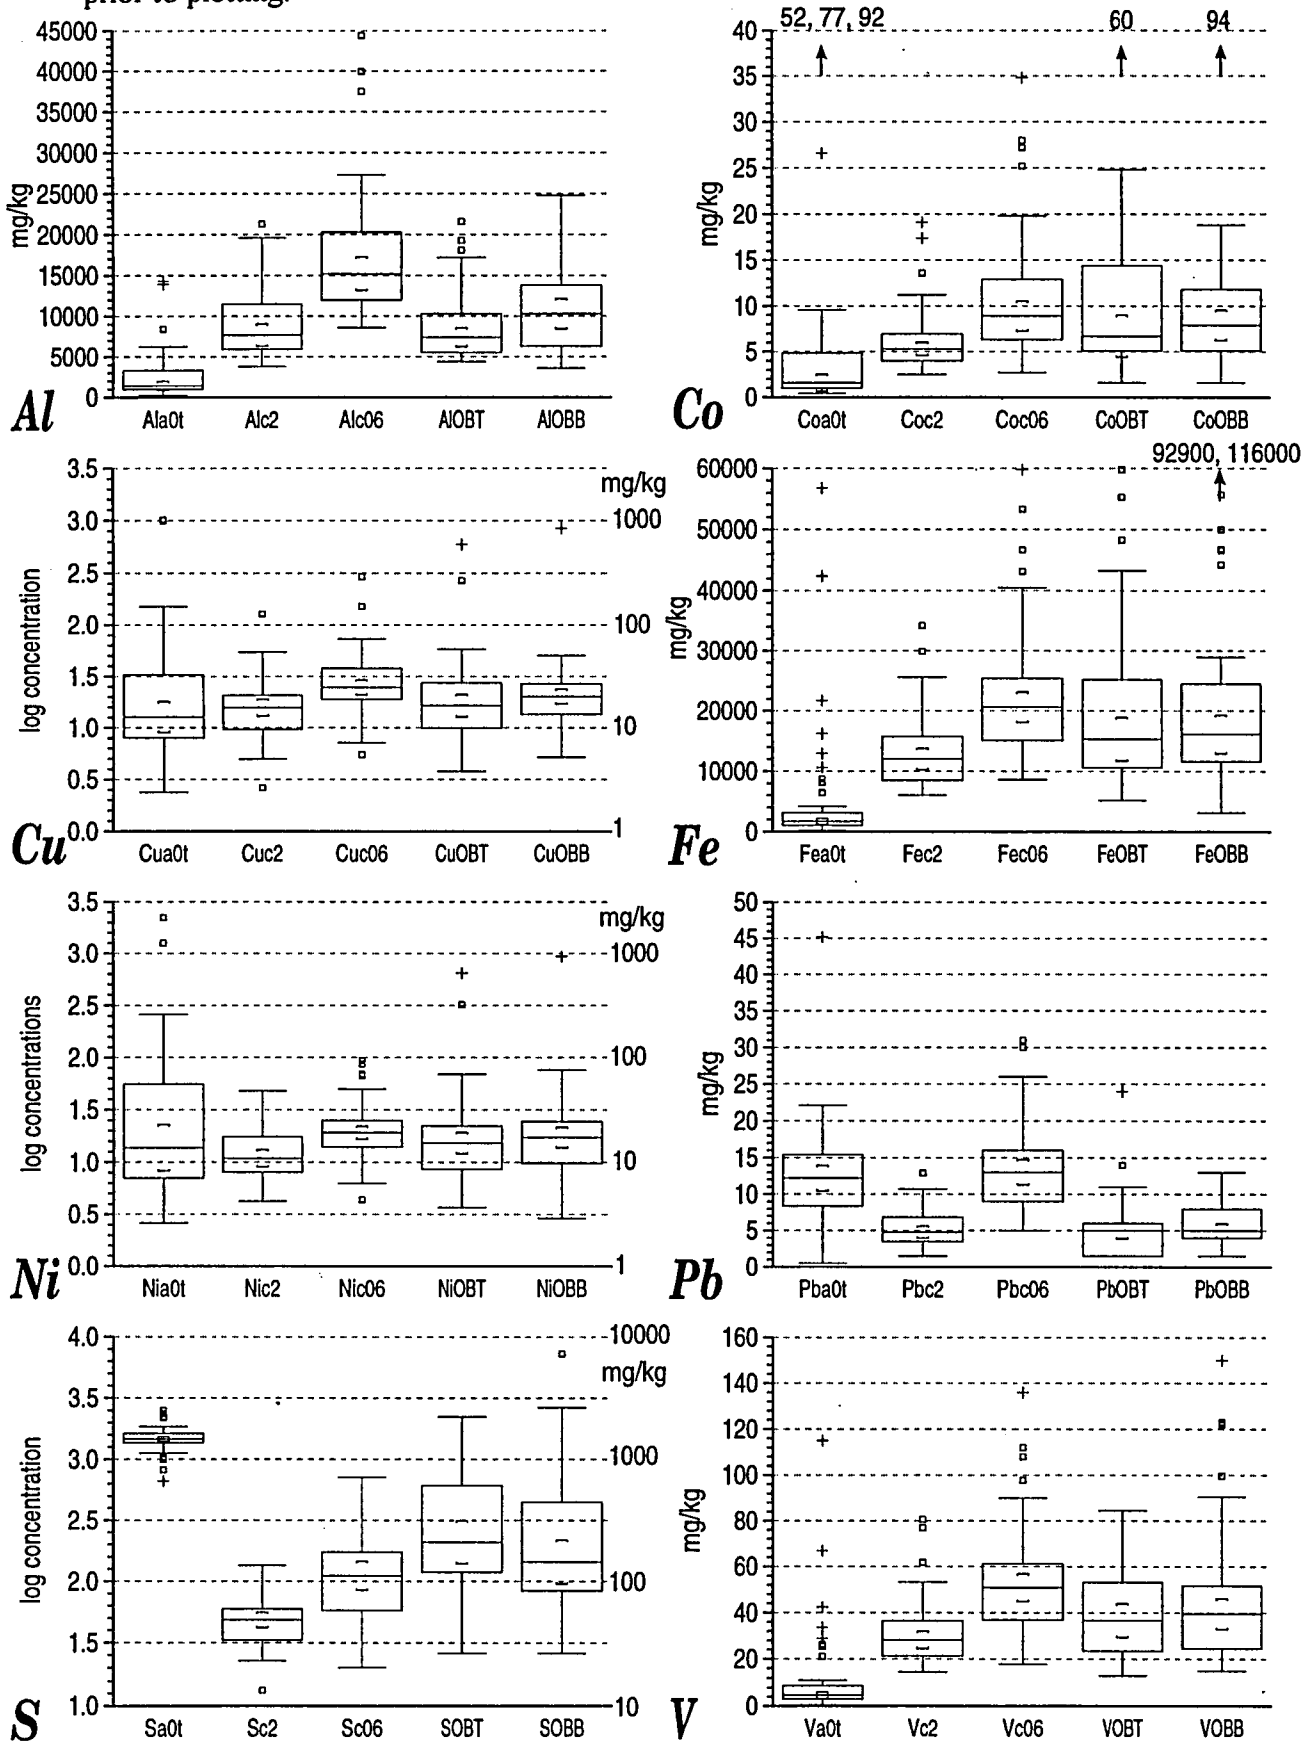 prior to plotting.
45000
40000
35000
30000
25000
20000
15000
10000
5000
0
mg/kg
Al
Ala0t Alc2 Alc06 AlOBT AlOBB
52, 77, 92 60 94
40
35
30
25
20
15
10
5
0
mg/kg
Co
Coa0t Coc2 Coc06 CoOBT CoOBB
3.5
3.0
2.5
2.0
1.5
1.0
0.5
0.0
log concentration
mg/kg
1000
100
10
1
Cu
Cua0t Cuc2 Cuc06 CuOBT CuOBB
92900, 116000
60000
50000
40000
30000
20000
10000
0
mg/kg
Fe
Fea0t Fec2 Fec06 FeOBT FeOBB
3.5
3.0
2.5
2.0
1.5
1.0
0.5
0.0
log concentrations
mg/kg
1000
100
10
1
Ni
Nia0t Nic2 Nic06 NiOBT NiOBB
50
45
40
35
30
25
20
15
10
5
0
mg/kg
Pb
Pba0t Pbc2 Pbc06 PbOBT PbOBB
4.0
3.5
3.0
2.5
2.0
1.5
1.0
log concentration
10000
mg/kg
1000
100
10
S
Sa0t Sc2 Sc06 SOBT SOBB
160
140
120
100
80
60
40
20
0
mg/kg
V
Va0t Vc2 Vc06 VOBT VOBB